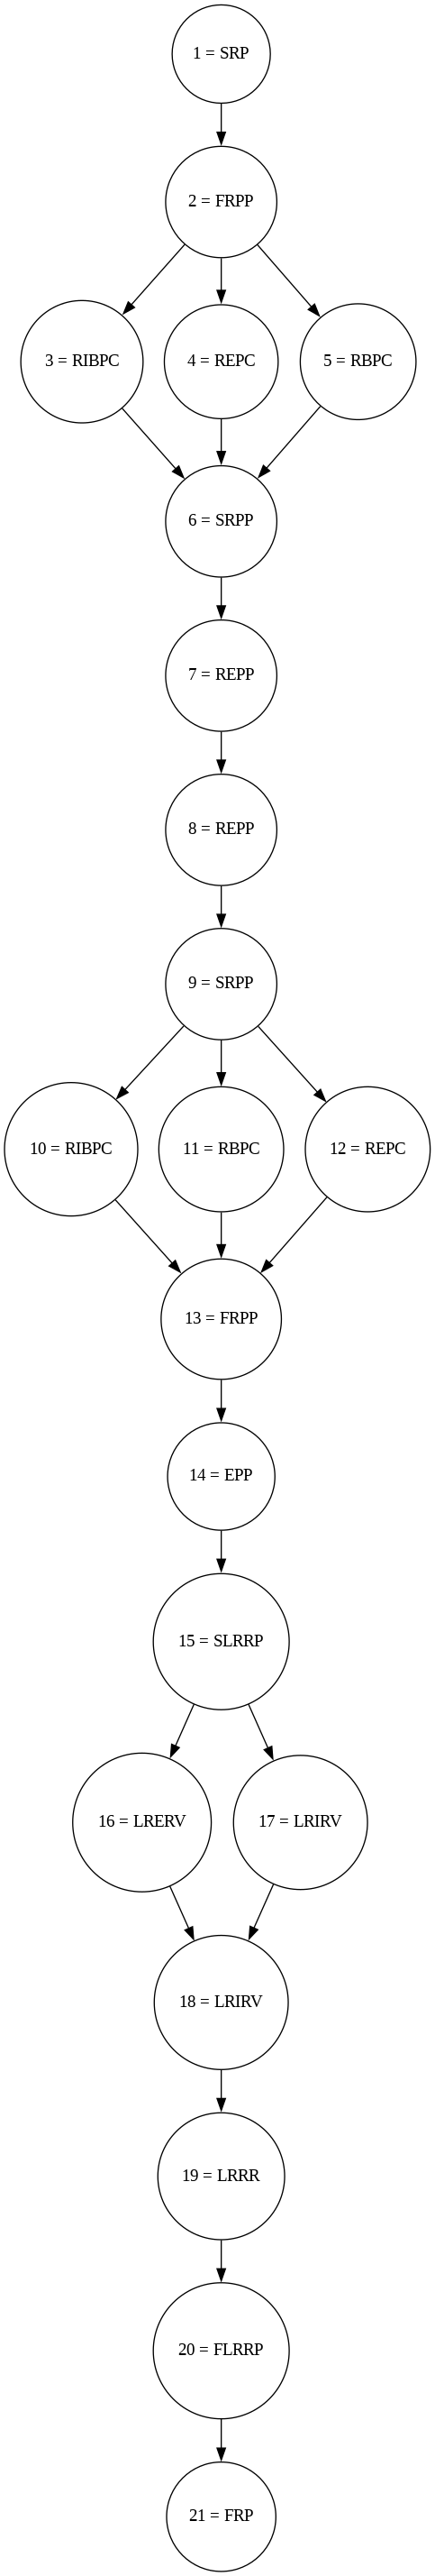 1 = SRP
2 = FRPP
3 = RIBPC
4 = REPC
5 = RBPC
6 = SRPP
7 = REPP
8 = REPP
9 = SRPP
10 = RIBPC
11 = RBPC
12 = REPC
13 = FRPP
14 = EPP
15 = SLRRP
16 = LRERV
17 = LRIRV
18 = LRIRV
19 = LRRR
20 = FLRRP
21 = FRP